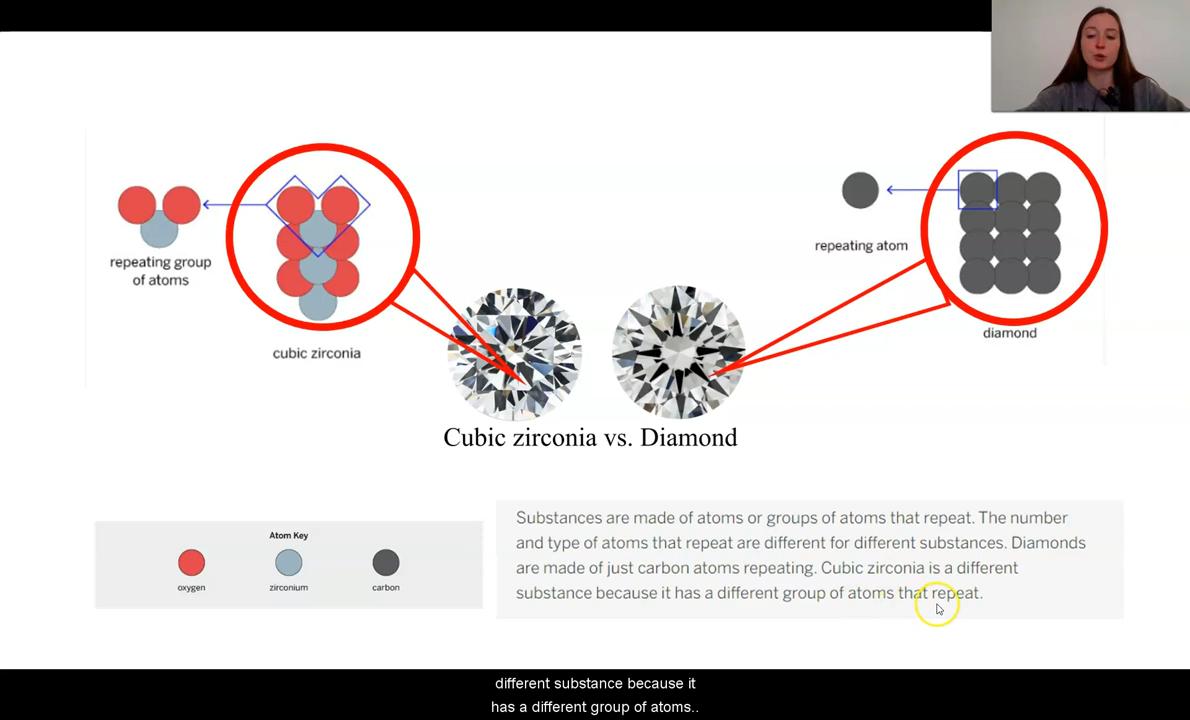 repeating group
of atoms
cubic zirconia
repeating atom
diamond
Cubic zirconia vs. Diamond
Atom Key
oxygen
zirconium
carbon
Substances are made of atoms or groups of atoms that repeat. The number
and type of atoms that repeat are different for different substances. Diamonds
are made of just carbon atoms repeating. Cubic zirconia is a different
substance because it has a different group of atoms that repeat.
different substance because it
has a different group of atoms..